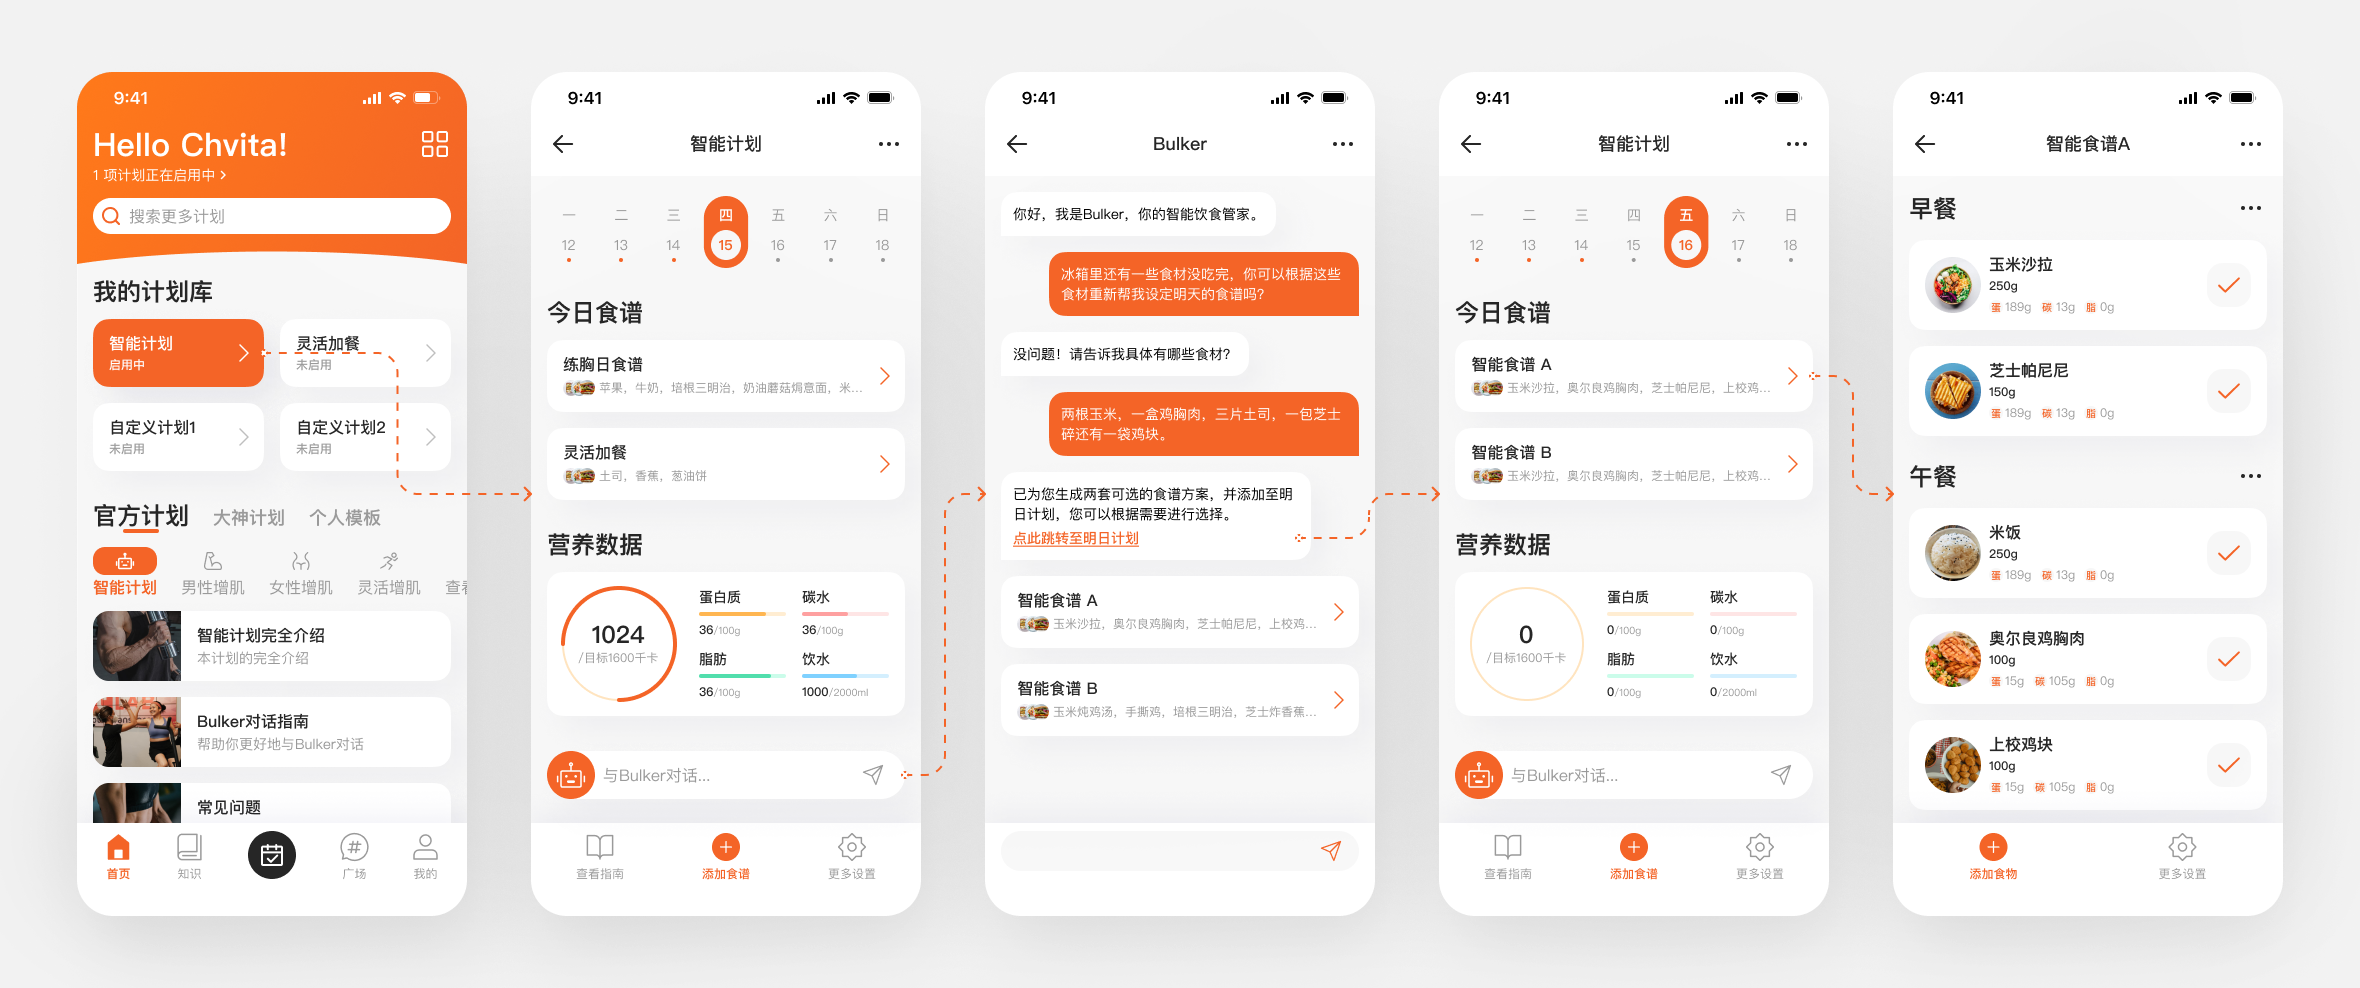 9:41
Hello Chvita!
1 项计划正在启用中 >
搜索更多计划
我的计划库
智能计划
启用中
灵活加餐
未启用
自定义计划1
未启用
自定义计划2
未启用
官方计划 大神计划 个人模板
智能计划 男性增肌 女性增肌 灵活增肌 查看
智能计划完全介绍
本计划的完全介绍
Bulker对话指南
帮助你更好地与Bulker对话
常见问题
首页 知识 # 广场 我的
9:41
智能计划
一 二 三 四 五 六 日
12 13 14 15 16 17 18
今日食谱
练胸日食谱
苹果，牛奶，培根三明治，奶油蘑菇焗意面，米...
灵活加餐
土司，香蕉，葱油饼
营养数据
1024
/目标1600千卡
蛋白质
36/100g
碳水
36/100g
脂肪
36/100g
饮水
1000/2000ml
与Bulker对话...
查看指南 添加食谱 更多设置
9:41
Bulker
你好，我是Bulker，你的智能饮食管家。
冰箱里还有一些食材没吃完，你可以根据这些
食材重新帮我设定明天的食谱吗？
没问题！请告诉我具体有哪些食材？
两根玉米，一盒鸡胸肉，三片土司，一包芝士
碎还有一袋鸡块。
已为您生成两套可选的食谱方案，并添加至明
日计划，您可以根据需要进行选择。
点此跳转至明日计划
智能食谱 A
玉米沙拉，奥尔良鸡胸肉，芝士帕尼尼，上校鸡...
智能食谱 B
玉米炖鸡汤，手撕鸡，培根三明治，芝士炸香蕉...
9:41
智能计划
一 二 三 四 五 六 日
12 13 14 15 16 17 18
今日食谱
智能食谱 A
玉米沙拉，奥尔良鸡胸肉，芝士帕尼尼，上校鸡...
智能食谱 B
玉米沙拉，奥尔良鸡胸肉，芝士帕尼尼，上校鸡...
营养数据
0
/目标1600千卡
蛋白质
0/100g
碳水
0/100g
脂肪
0/100g
饮水
0/2000ml
与Bulker对话...
查看指南 添加食谱 更多设置
9:41
智能食谱A
早餐
玉米沙拉
250g
蛋 189g 碳 13g 脂 0g
芝士帕尼尼
150g
蛋 189g 碳 13g 脂 0g
午餐
米饭
250g
蛋 189g 碳 13g 脂 0g
奥尔良鸡胸肉
100g
蛋 15g 碳 105g 脂 0g
上校鸡块
100g
蛋 15g 碳 105g 脂 0g
添加食物 更多设置